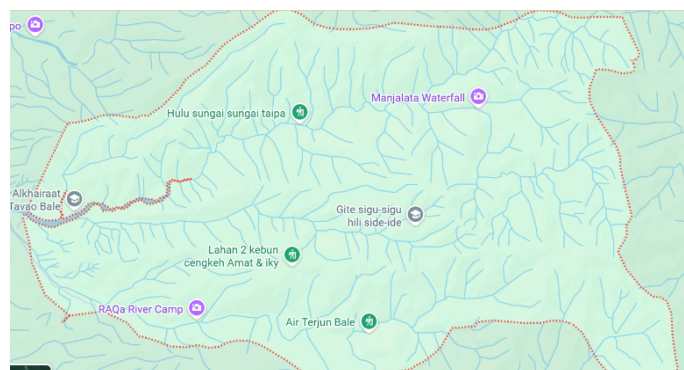 po
Manjalata Waterfall
Hulu sungai sungai taipa
Alkhairaat
Tavao Bale
Gite sigu-sigu
hili side-ide
Lahan 2 kebun
cengkeh Amat & iky
RAQa River Camp
Air Terjun Bale